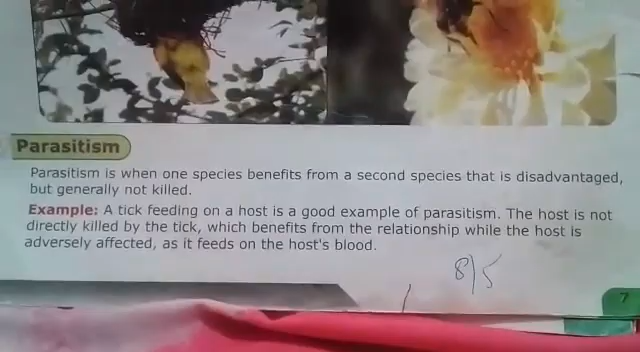 Parasitism
Parasitism is when one species benefits from a second species that is disadvantaged,
but generally not killed.
Example: A tick feeding on a host is a good example of parasitism. The host is not
directly killed by the tick, which benefits from the relationship while the host is
adversely affected, as it feeds on the host's blood.
8/5
7